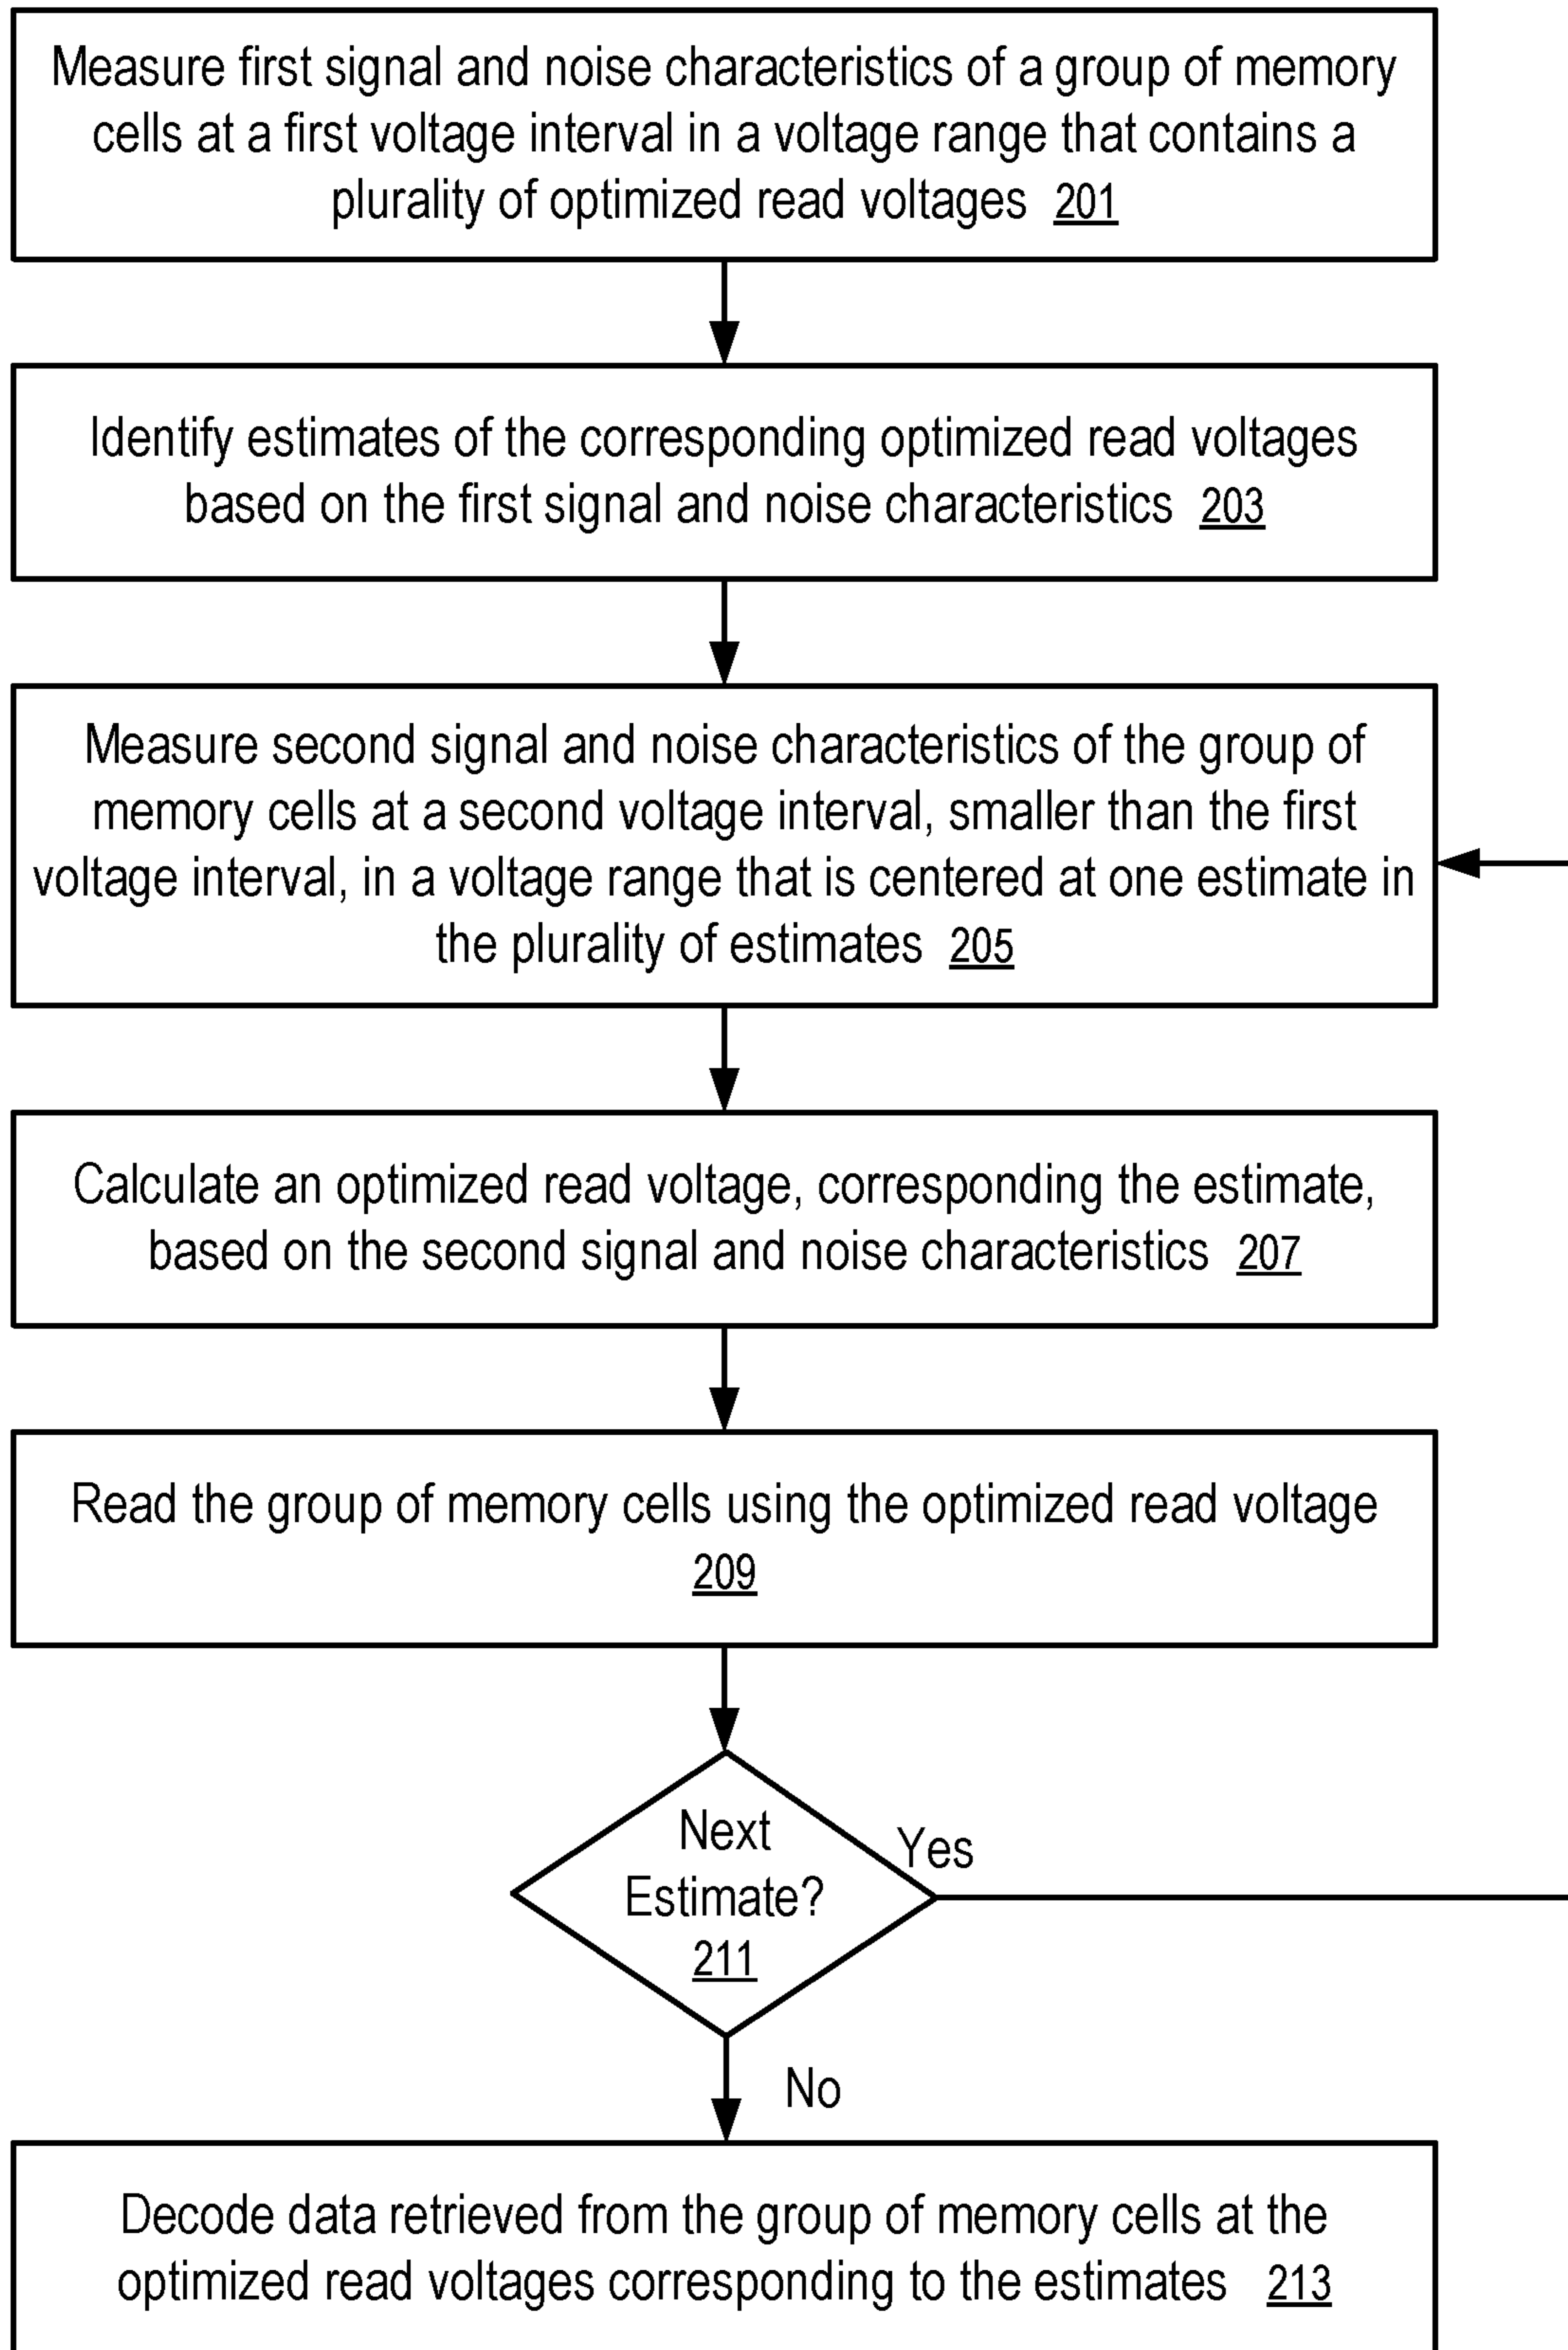 Measure first signal and noise characteristics of a group of memory
cells at a first voltage interval in a voltage range that contains a
plurality of optimized read voltages 201
Identify estimates of the corresponding optimized read voltages
based on the first signal and noise characteristics 203
Measure second signal and noise characteristics of the group of
memory cells at a second voltage interval, smaller than the first
voltage interval, in a voltage range that is centered at one estimate in
the plurality of estimates 205
Calculate an optimized read voltage, corresponding the estimate,
based on the second signal and noise characteristics 207
Read the group of memory cells using the optimized read voltage
209
Next
Estimate?
211
Yes
No
Decode data retrieved from the group of memory cells at the
optimized read voltages corresponding to the estimates 213